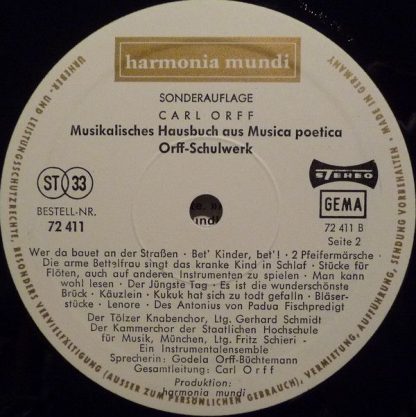 harmonia mundi
SONDERAUFLAGE
CARL ORFF
Musikalisches Hausbuch aus Musica poetica
Orff-Schulwerk
ST 33
STEREO
BESTELL-NR.
72 411
GEMA
72 411 B
Seite 2
Wer da bauet an der Straßen · Bet' Kinder, bet'! · 2 Pfeifermärsche ·
Die arme Bettelfrau singt das kranke Kind in Schlaf · Stücke für
Flöten, auch auf anderen Instrumenten zu spielen · Man kann
wohl lesen · Der Jüngste Tag · Es ist die wunderschönste
Brück · Käuzlein · Kukuk hat sich zu todt gefalln · Bläser-
stücke · Lenore · Des Antonius von Padua Fischpredigt
Der Tölzer Knabenchor, Ltg. Gerhard Schmidt
Der Kammerchor der Staatlichen Hochschule
für Musik, München, Ltg. Fritz Schieri -
Ein Instrumentalensemble
Sprecherin: Godela Orff-Büchtemann
Gesamtleitung: Carl Orff
Produktion:
harmonia mundi
URHEBER- UND LEISTUNGSSCHUTZRECHTE, BESONDERS VERVIELFÄLTIGUNG (AUSSER ZUM PERSÖNLICHEN GEBRAUCH), VERMIETUNG, AUFFÜHRUNG, SENDUNG VORBEHALTEN · MADE IN GERMANY